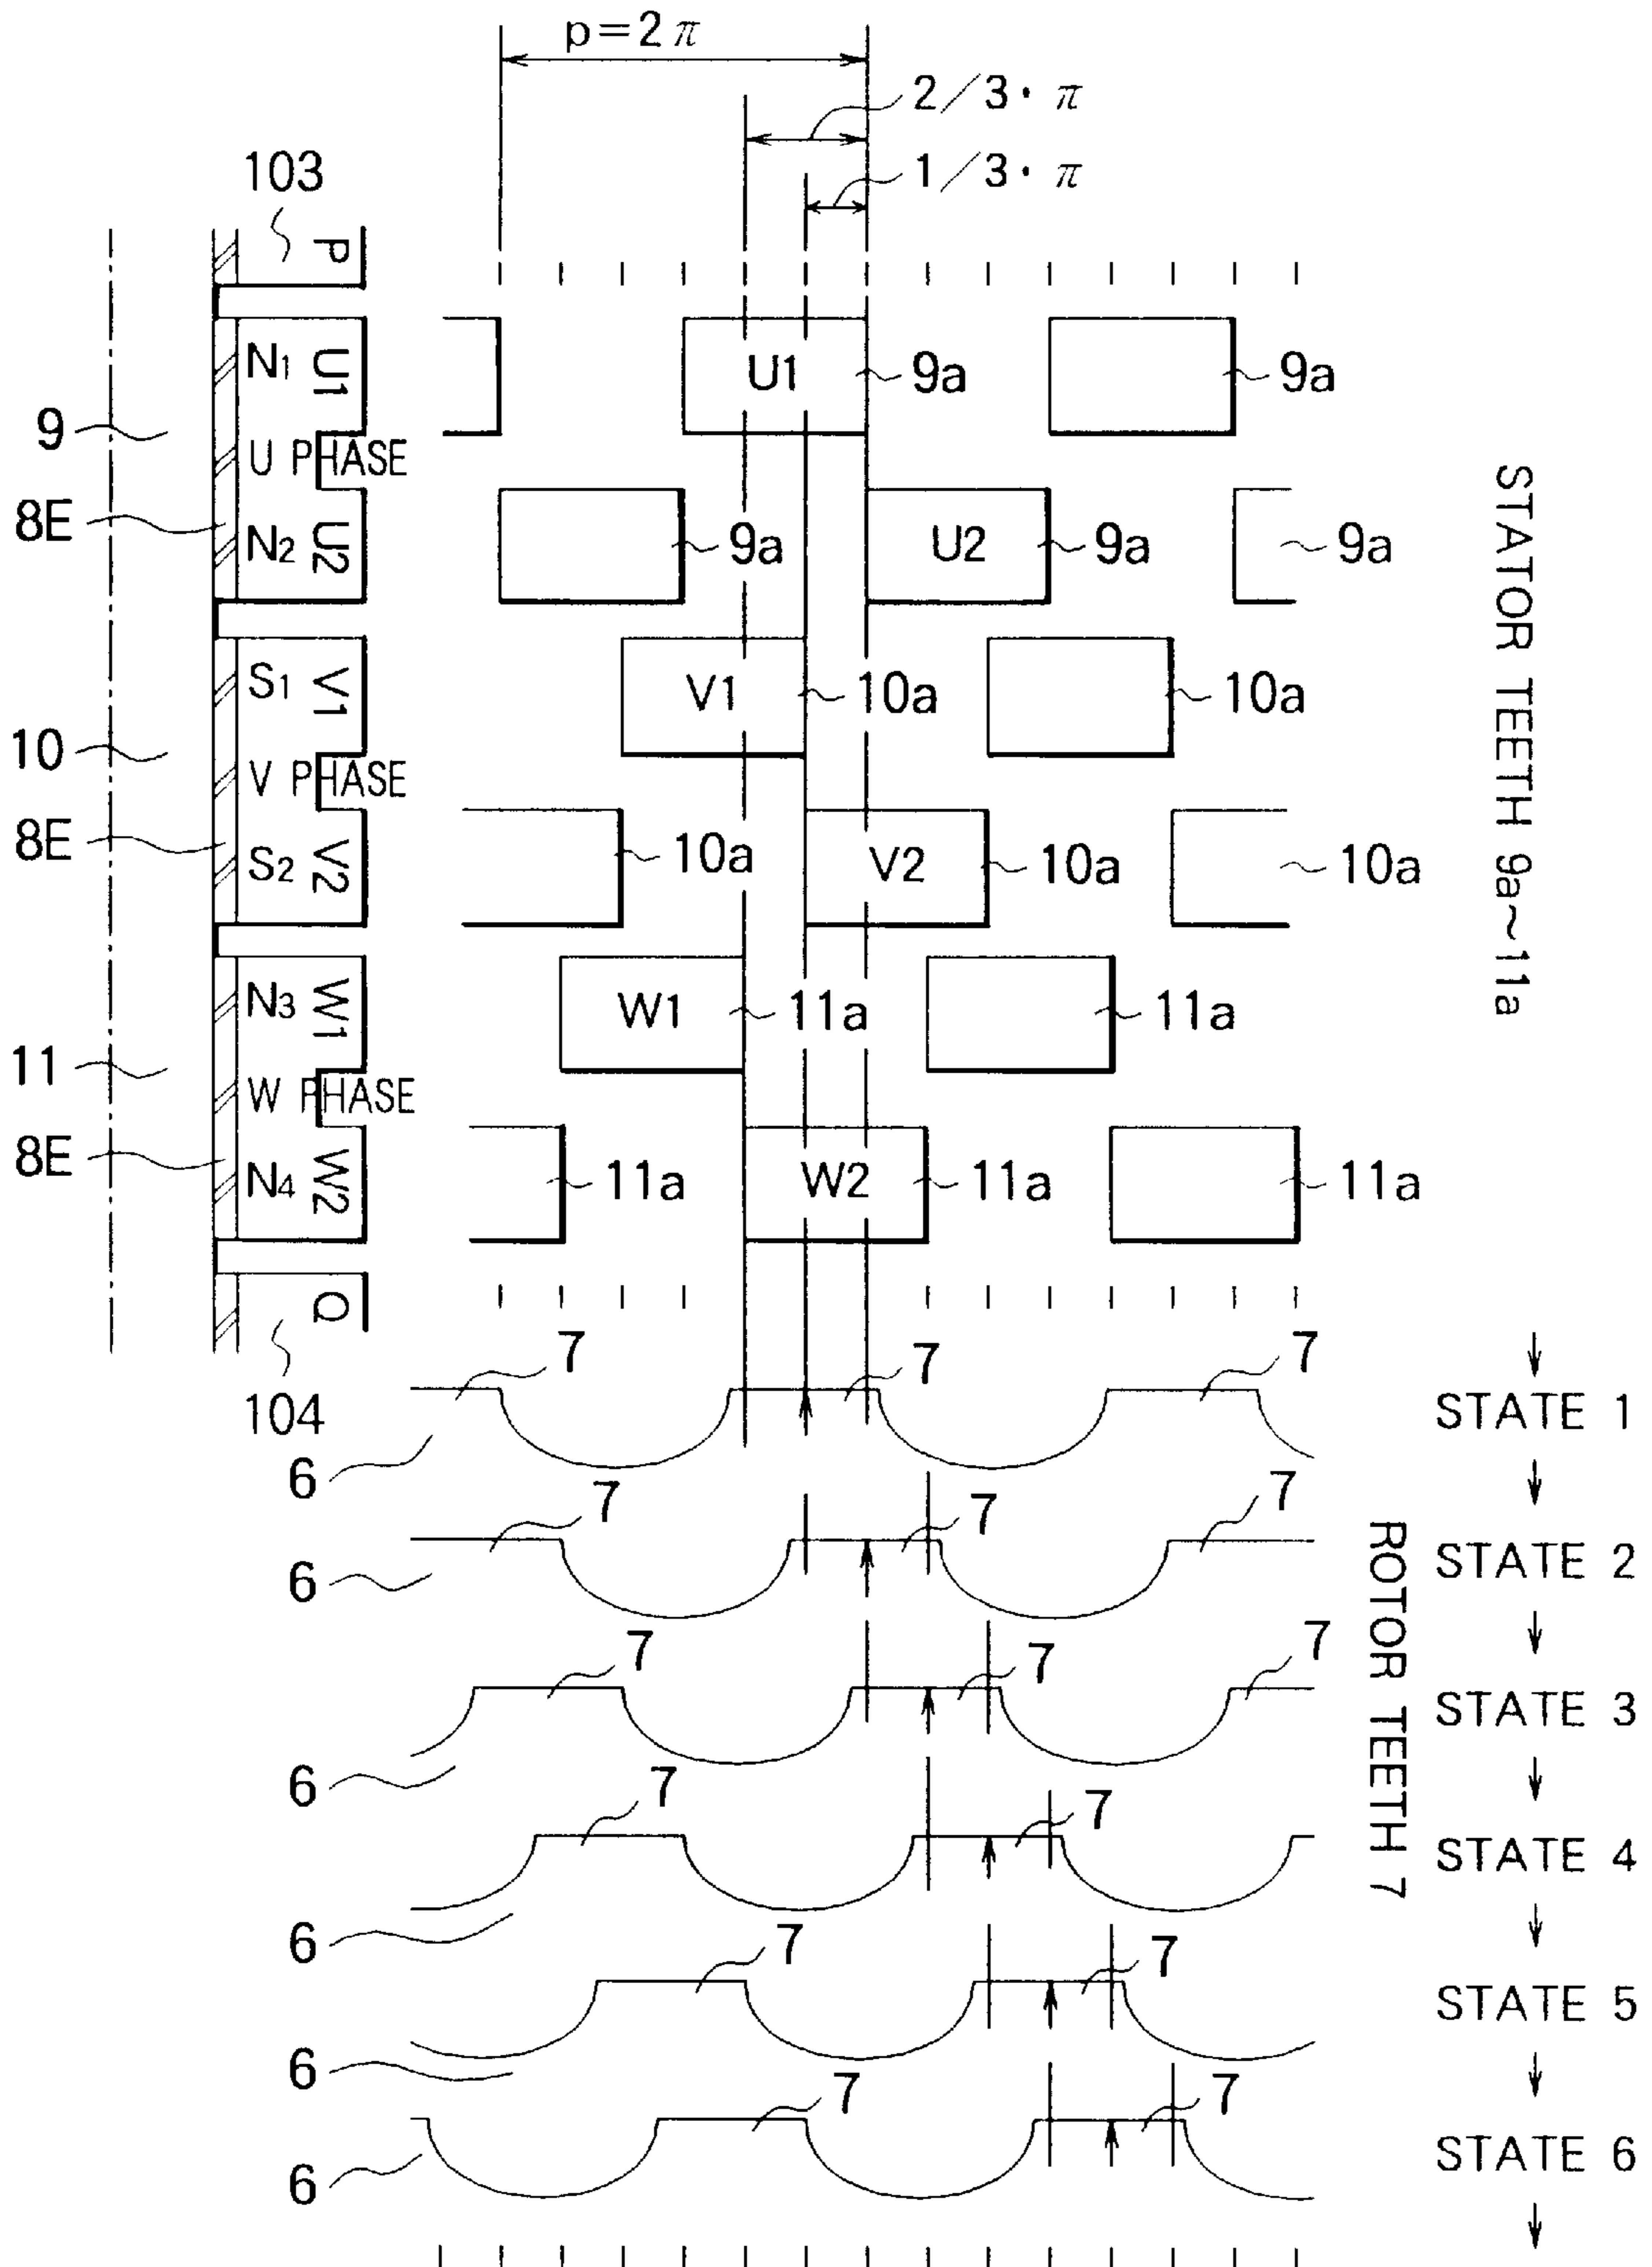 p=2π
2/3・π
1/3・π
103
P
N1 U1 U1 9a 9a
9
U PHASE
8E N2 U2 9a U2 9a 9a
S1 V1 V1 10a 10a
10
V PHASE
8E S2 V2 10a V2 10a 10a
N3 W1 W1 11a 11a
11
W PHASE
8E N4 W2 11a W2 11a 11a
Q
104
STATOR TEETH 9a~11a
7 7 7
6 STATE 1
7 7 7
6 STATE 2
7 7 7
6 STATE 3
7 7
6 STATE 4
7 7
6 STATE 5
7 7
6 STATE 6
ROTOR TEETH 7